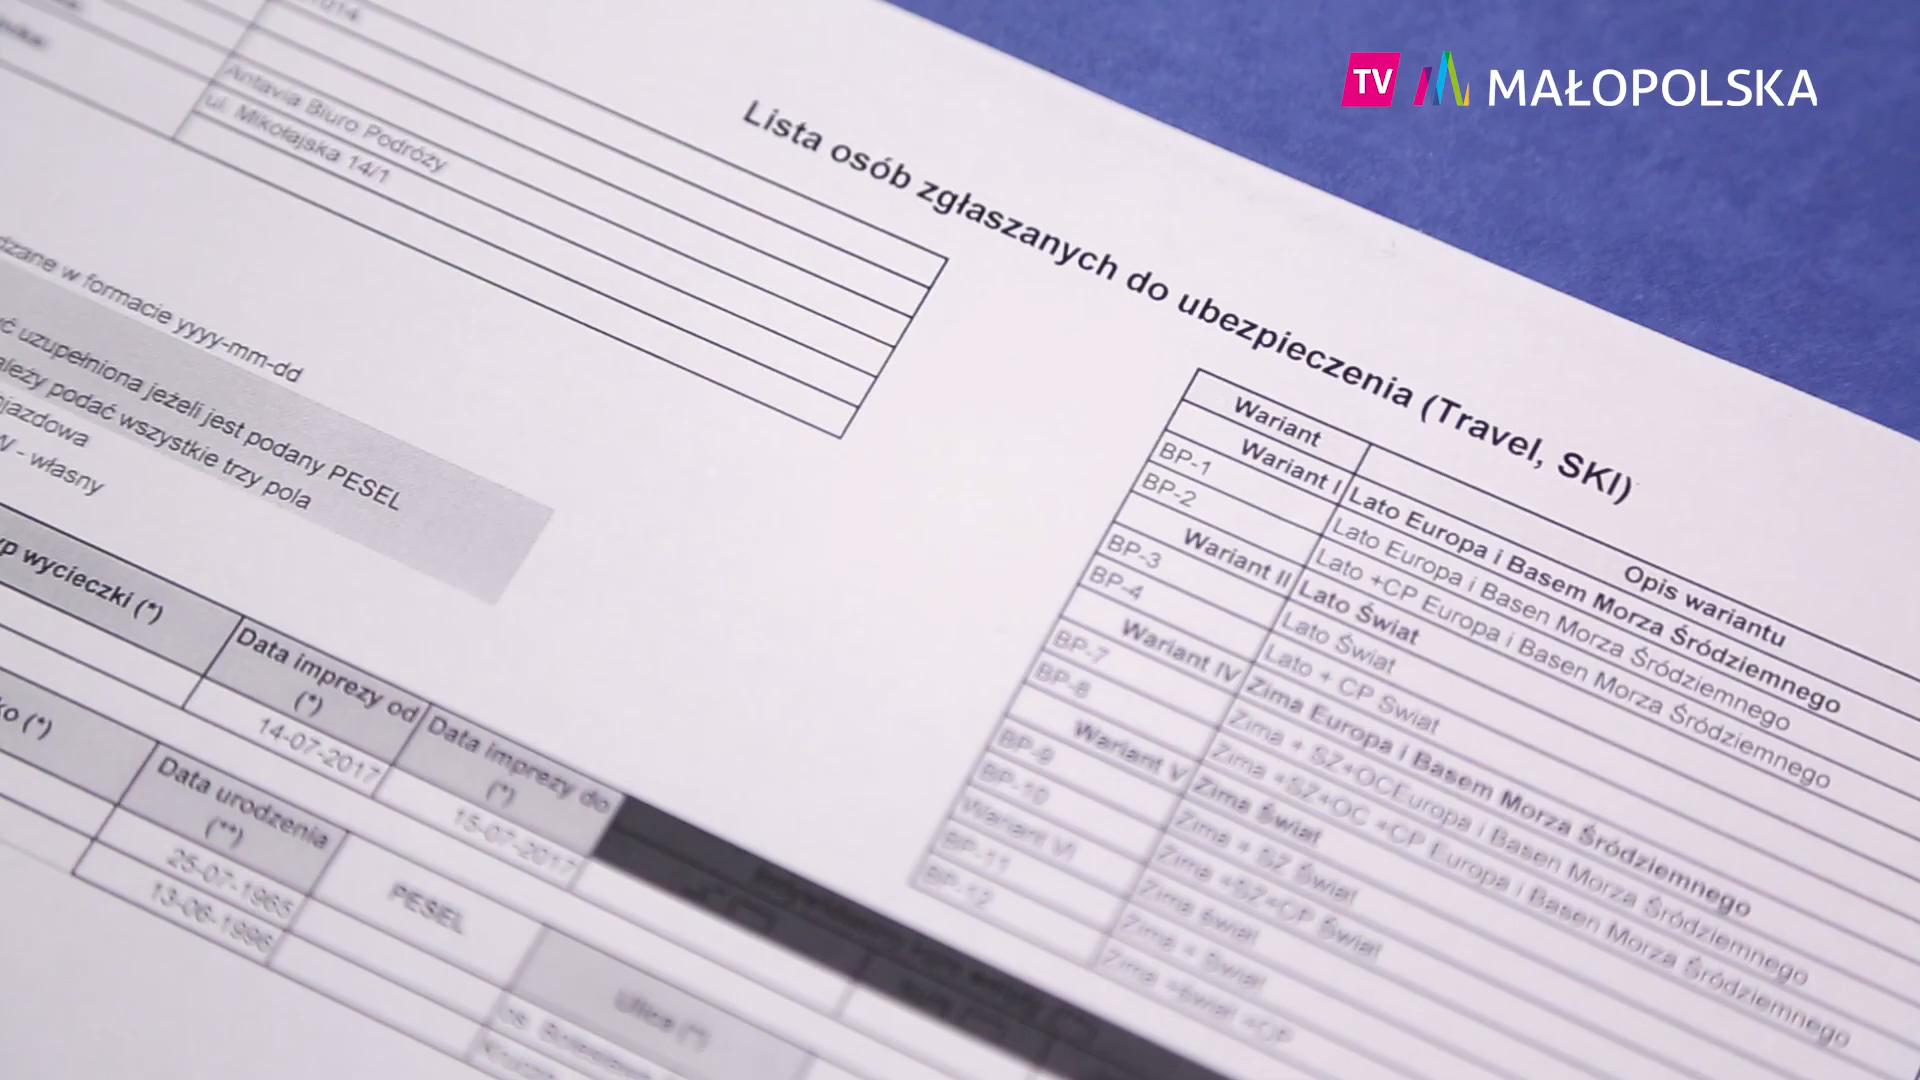 TV MAŁOPOLSKA
Antavia Biuro Podróży
ul. Mikołajska 14/1
Lista osób zgłaszanych do ubezpieczenia (Travel, SKI)
w formacie yyyy-mm-dd
uzupełniona jeżeli jest podany PESEL
podać wszystkie trzy pola
- własny
Wariant
Opis wariantu
Wariant I Lato Europa i Basem Morza Śródziemnego
BP-1 Lato Europa i Basen Morza Śródziemnego
BP-2 Lato +CP Europa i Basen Morza Śródziemnego
Wariant II Lato Świat
BP-3 Lato Świat
BP-4 Lato + CP Swiat
Wariant IV Zima Europa i Basem Morza Śródziemnego
BP-7 Zima + SZ+OCEuropa i Basen Morza Śródziemnego
BP-8 Zima +SZ+OC +CP Europa i Basen Morza Śródziemnego
Wariant V Zima Świat
BP-9 Zima + SZ Świat
BP-10 Zima +SZ+CP Świat
Wariant VI Zima świat
BP-11 Zima + Świat
BP-12 Zima +Świat +CP
wycieczki (*)
Data imprezy od (*)
Data imprezy do (*)
14-07-2017
15-07-2017
(*)
Data urodzenia (**)
PESEL
Ulica (*)
25-07-1965
13-06-1996